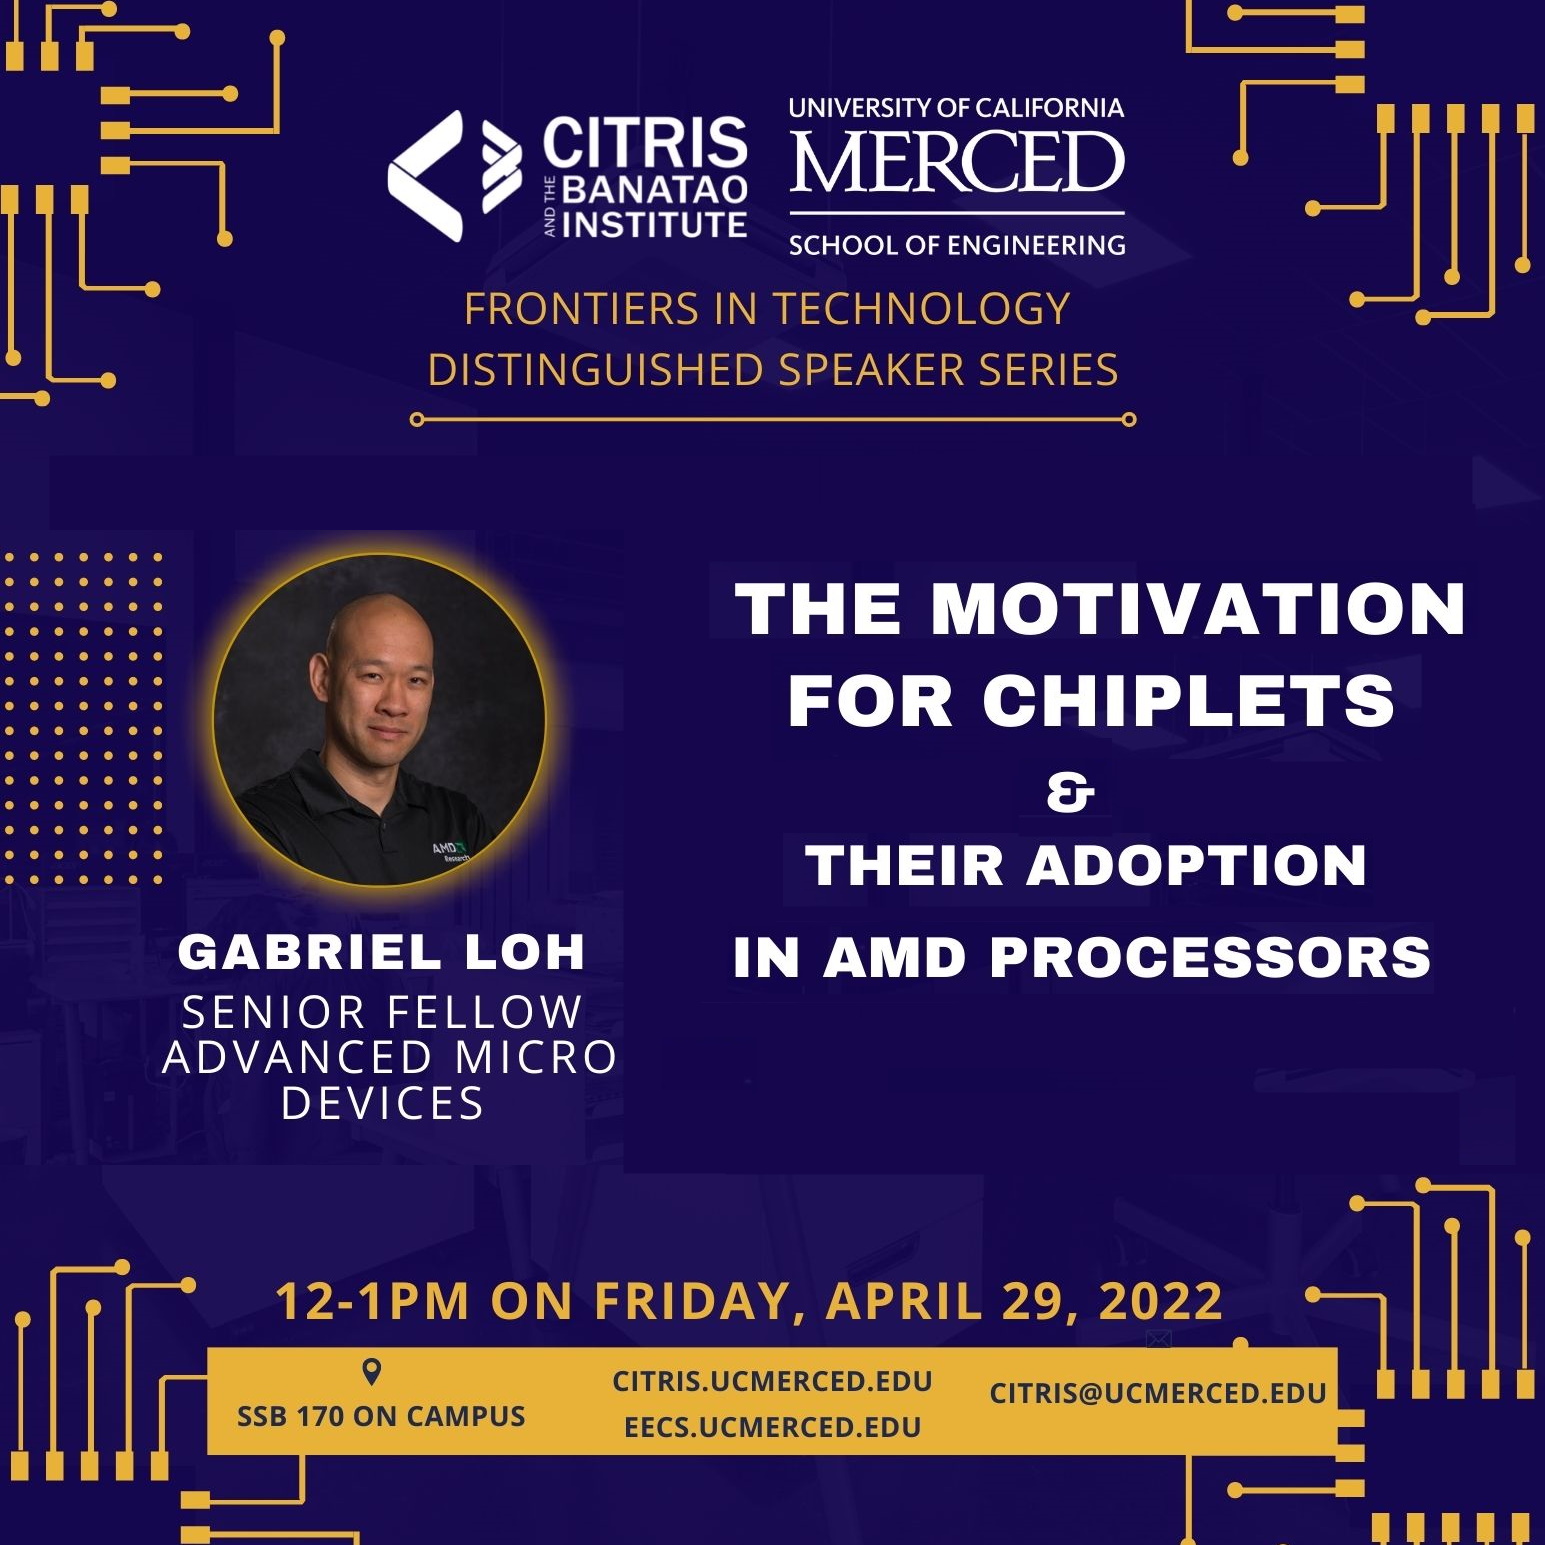 CITRIS
AND THE
BANATAO
INSTITUTE
UNIVERSITY OF CALIFORNIA
MERCED
SCHOOL OF ENGINEERING
FRONTIERS IN TECHNOLOGY
DISTINGUISHED SPEAKER SERIES
THE MOTIVATION
FOR CHIPLETS
&
THEIR ADOPTION
IN AMD PROCESSORS
AMD
Research
GABRIEL LOH
SENIOR FELLOW
ADVANCED MICRO
DEVICES
12-1PM ON FRIDAY, APRIL 29, 2022
SSB 170 ON CAMPUS
CITRIS.UCMERCED.EDU
EECS.UCMERCED.EDU
CITRIS@UCMERCED.EDU